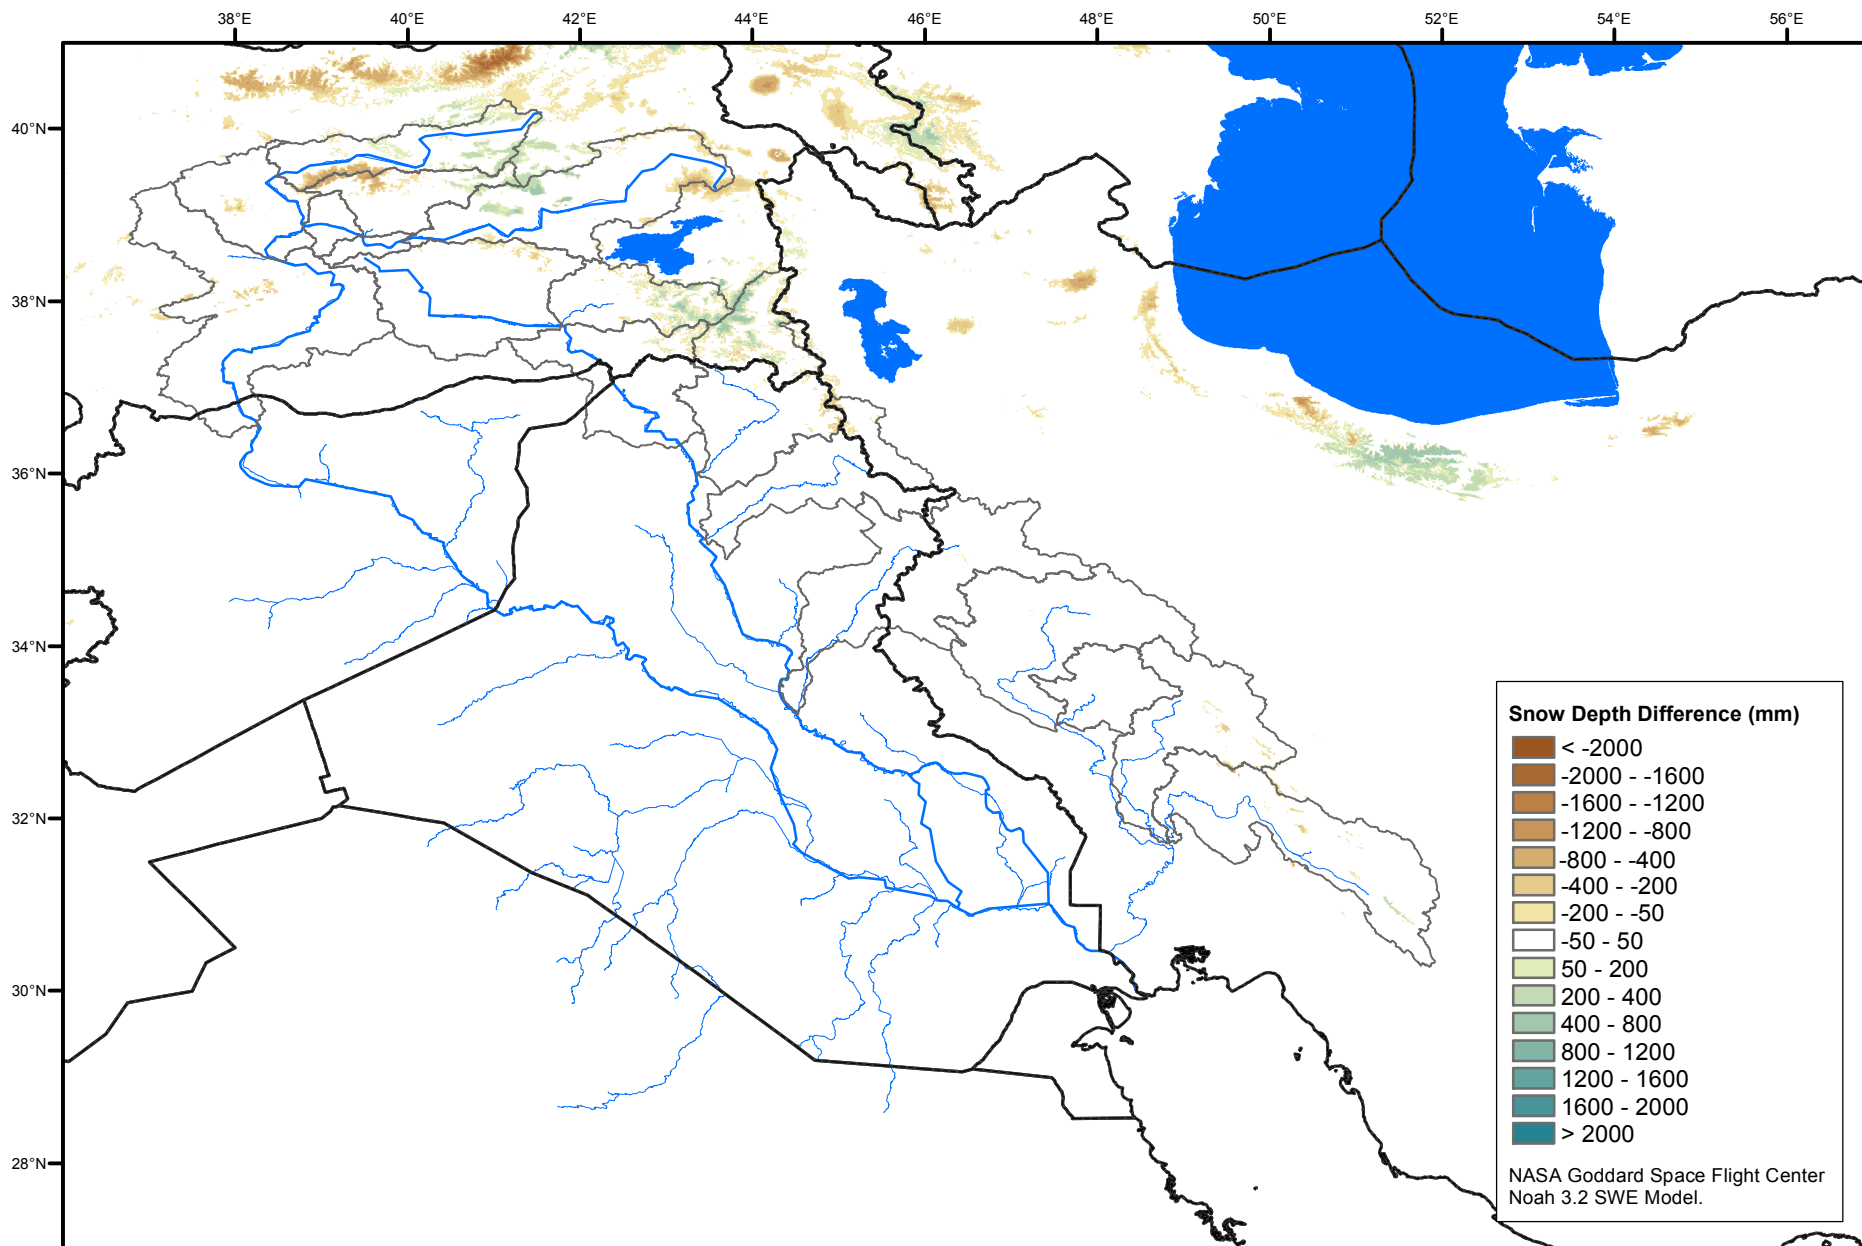 38°E 40°E 42°E 44°E 46°E 48°E 50°E 52°E 54°E 56°E
40°N
38°N
36°N
34°N
32°N
30°N
28°N
Snow Depth Difference (mm)
< -2000
-2000 - -1600
-1600 - -1200
-1200 - -800
-800 - -400
-400 - -200
-200 - -50
-50 - 50
50 - 200
200 - 400
400 - 800
800 - 1200
1200 - 1600
1600 - 2000
> 2000
NASA Goddard Space Flight Center
Noah 3.2 SWE Model.